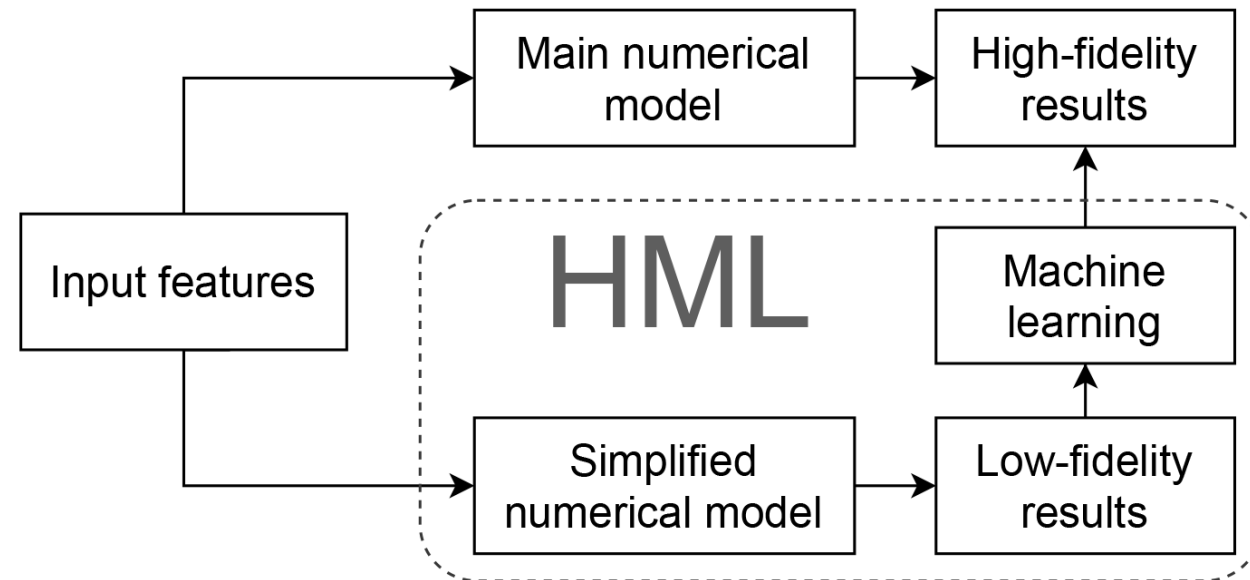 Main numerical
model
High-fidelity
results
Input features
HML
Machine
learning
Simplified
numerical model
Low-fidelity
results